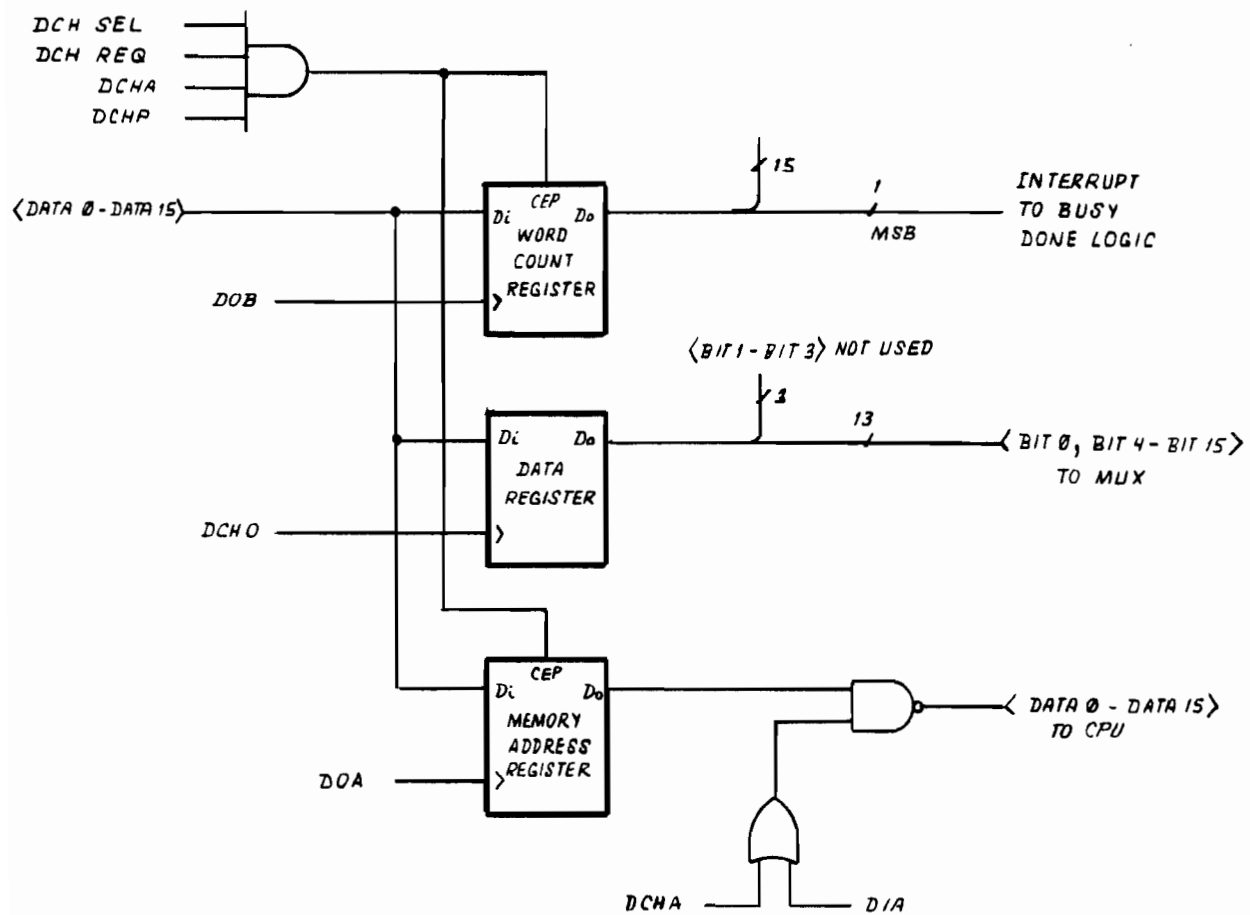 DCH SEL
DCH REQ
DCHA
DCHP
⟨DATA 0 - DATA 15⟩
DOB
CEP
Di
Do
WORD
COUNT
REGISTER
15
1
MSB
INTERRUPT
TO BUSY
DONE LOGIC
⟨BIT 1 - BIT 3⟩ NOT USED
3
13
Di
Do
DATA
REGISTER
DCHO
⟨BIT 0, BIT 4 - BIT 15⟩
TO MUX
CEP
Di
Do
MEMORY
ADDRESS
REGISTER
DOA
⟨DATA 0 - DATA 15⟩
TO CPU
DCHA
DIA